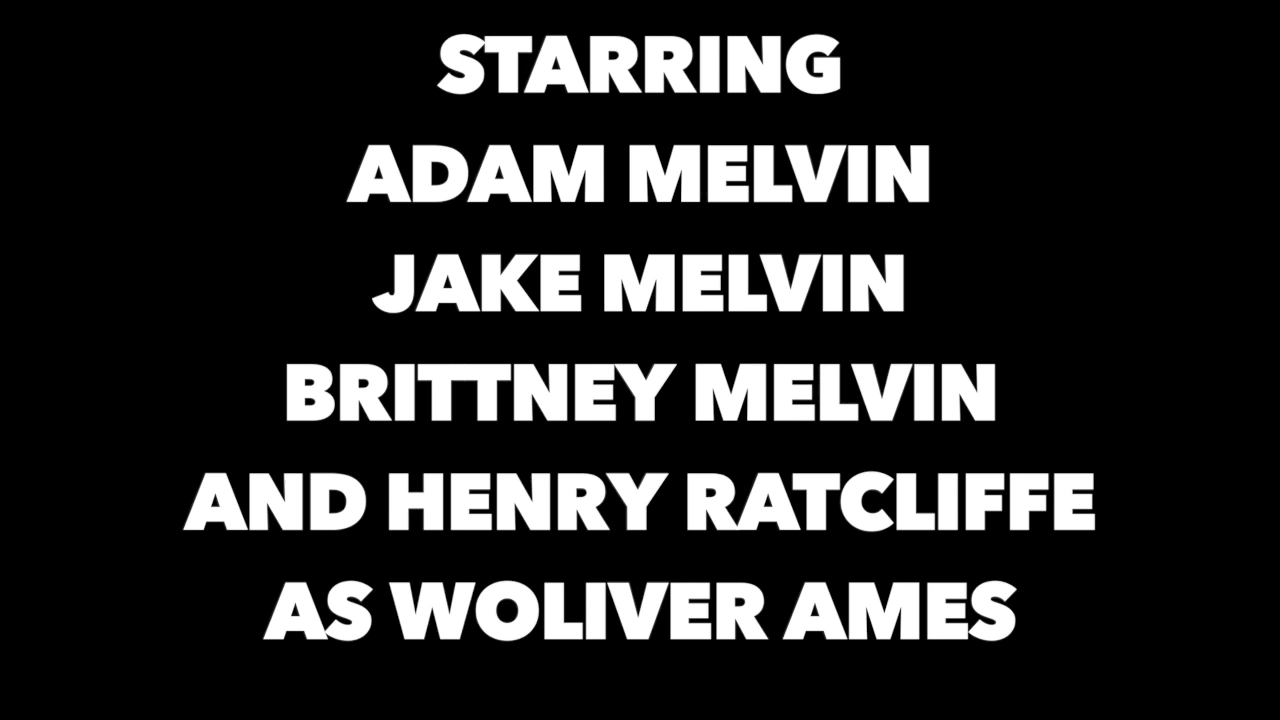 STARRING
ADAM MELVIN
JAKE MELVIN
BRITTNEY MELVIN
AND HENRY RATCLIFFE
AS WOLIVER AMES